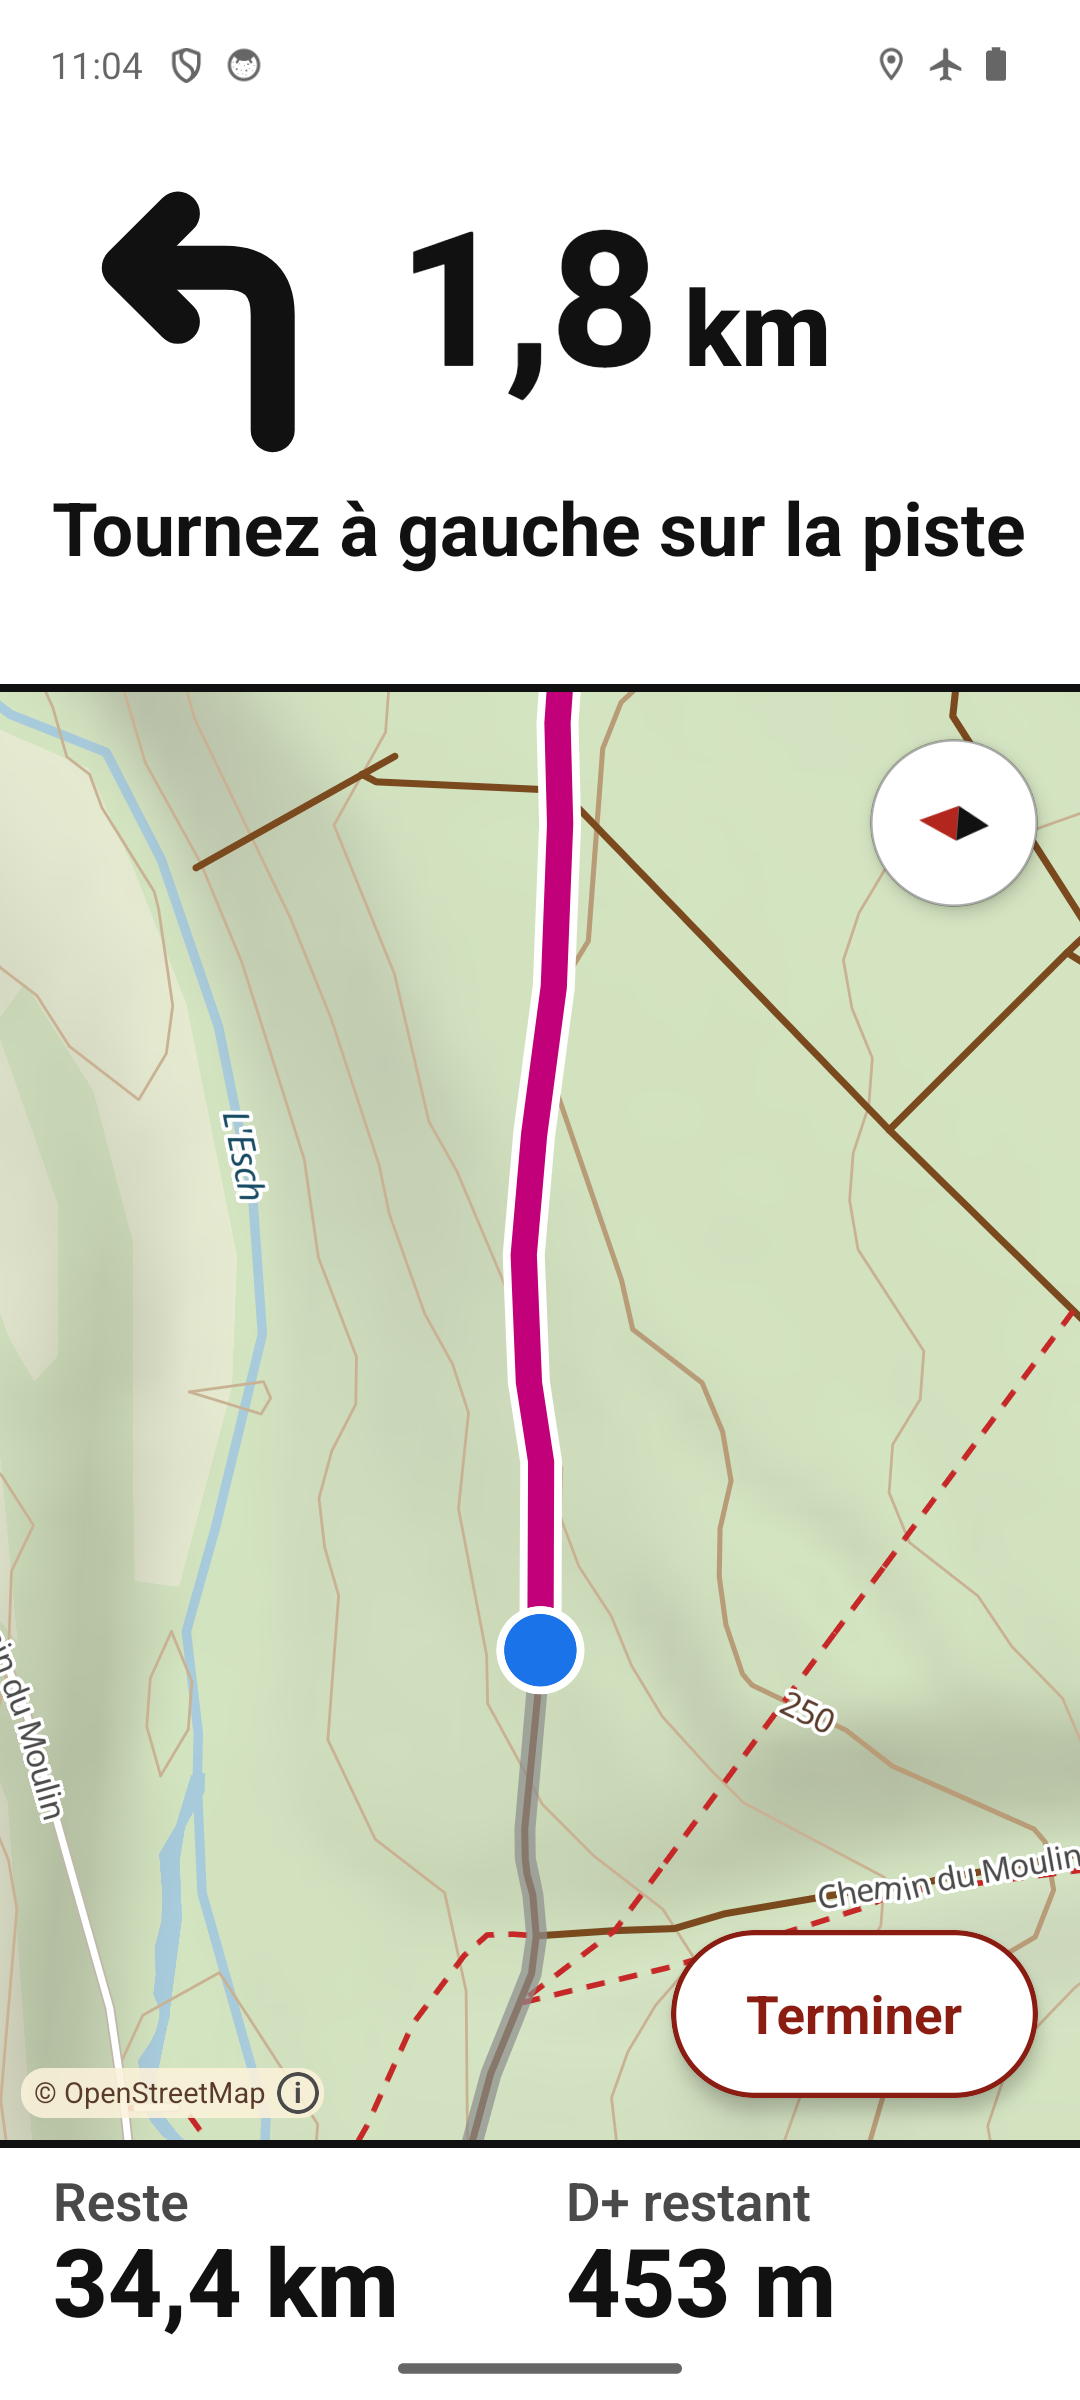 11:04
1,8 km
Tournez à gauche sur la piste
L'Esch
in du Moulin
250
Chemin du Moulin
Terminer
© OpenStreetMap i
Reste
D+ restant
34,4 km
453 m